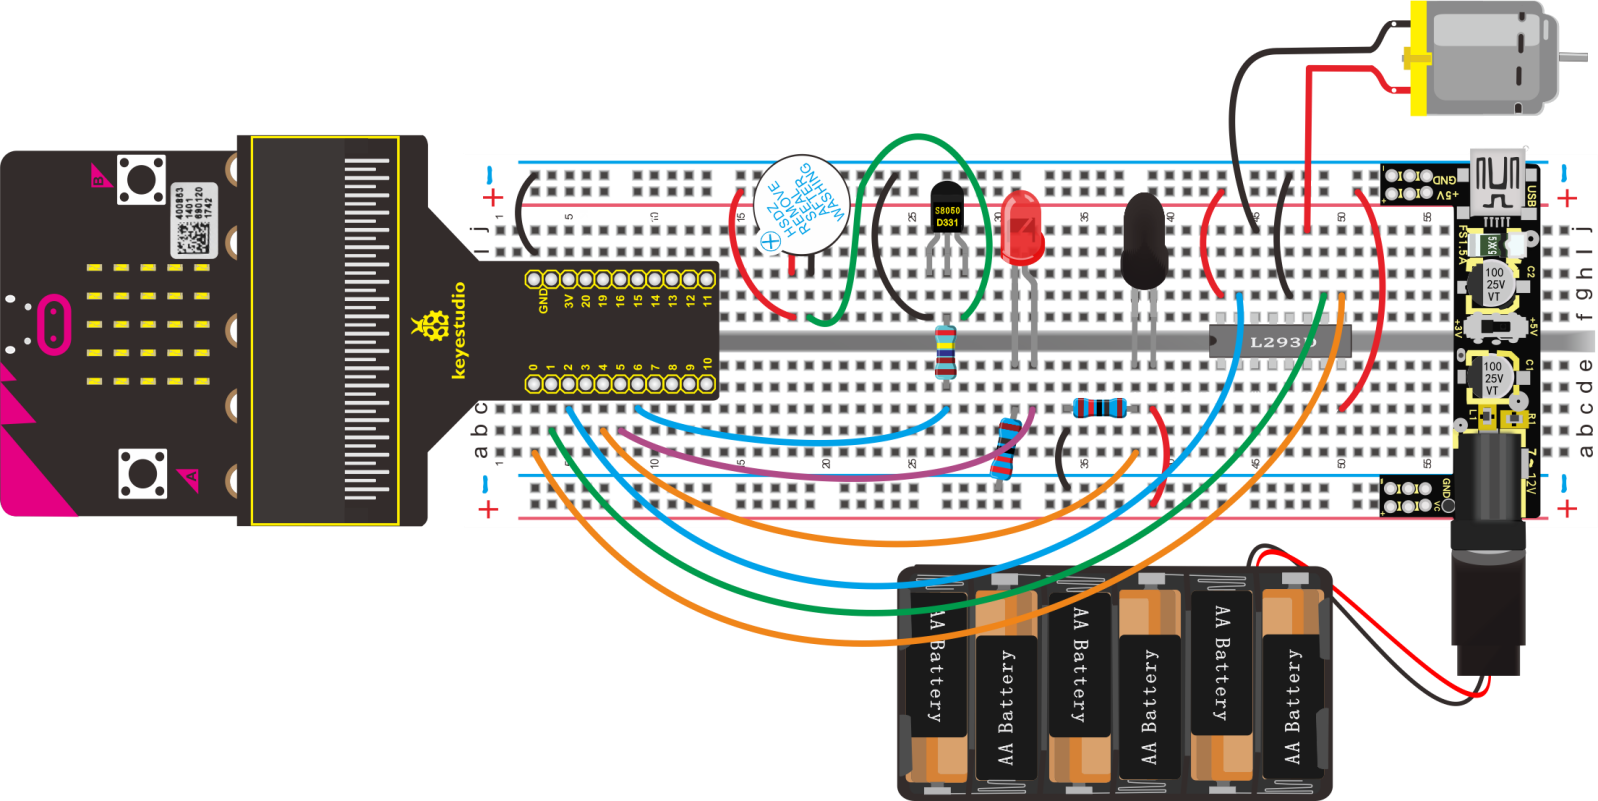 B
400863
1401
690120
1742
A
keyestudio
GND
3V
20
19
16
15
14
13
12
11
0
1
2
3
4
5
6
7
8
9
10
-
+
1
5
10
15
20
25
30
35
40
45
50
55
j
i
h
g
f
e
d
c
b
a
HSDZ
REMOVE
SEAL
AFTER
WASHING
+
S8050
D331
L293D
GND
+5V
USB
FS1.5A
5X5
100
25V
VT
C2
+3V
+5V
100
25V
VT
C1
L1
R1
7~12V
GND
VC
AA Battery
AA Battery
AA Battery
AA Battery
AA Battery
AA Battery